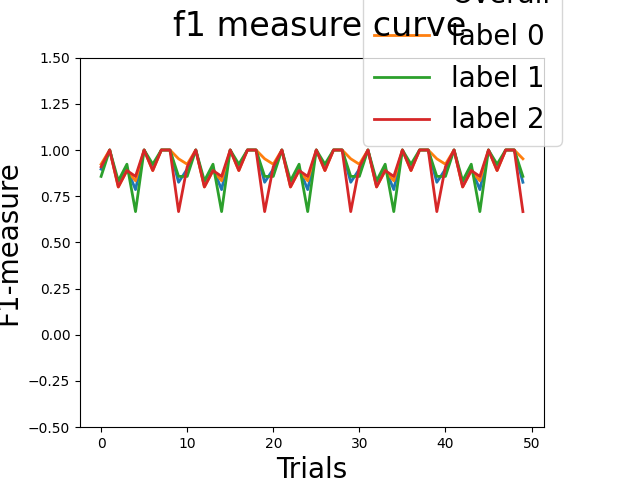 f1 measure curve
Overall
label 0
label 1
label 2
F1-measure
1.50
1.25
1.00
0.75
0.50
0.25
0.00
−0.25
−0.50
0
10
20
30
40
50
Trials